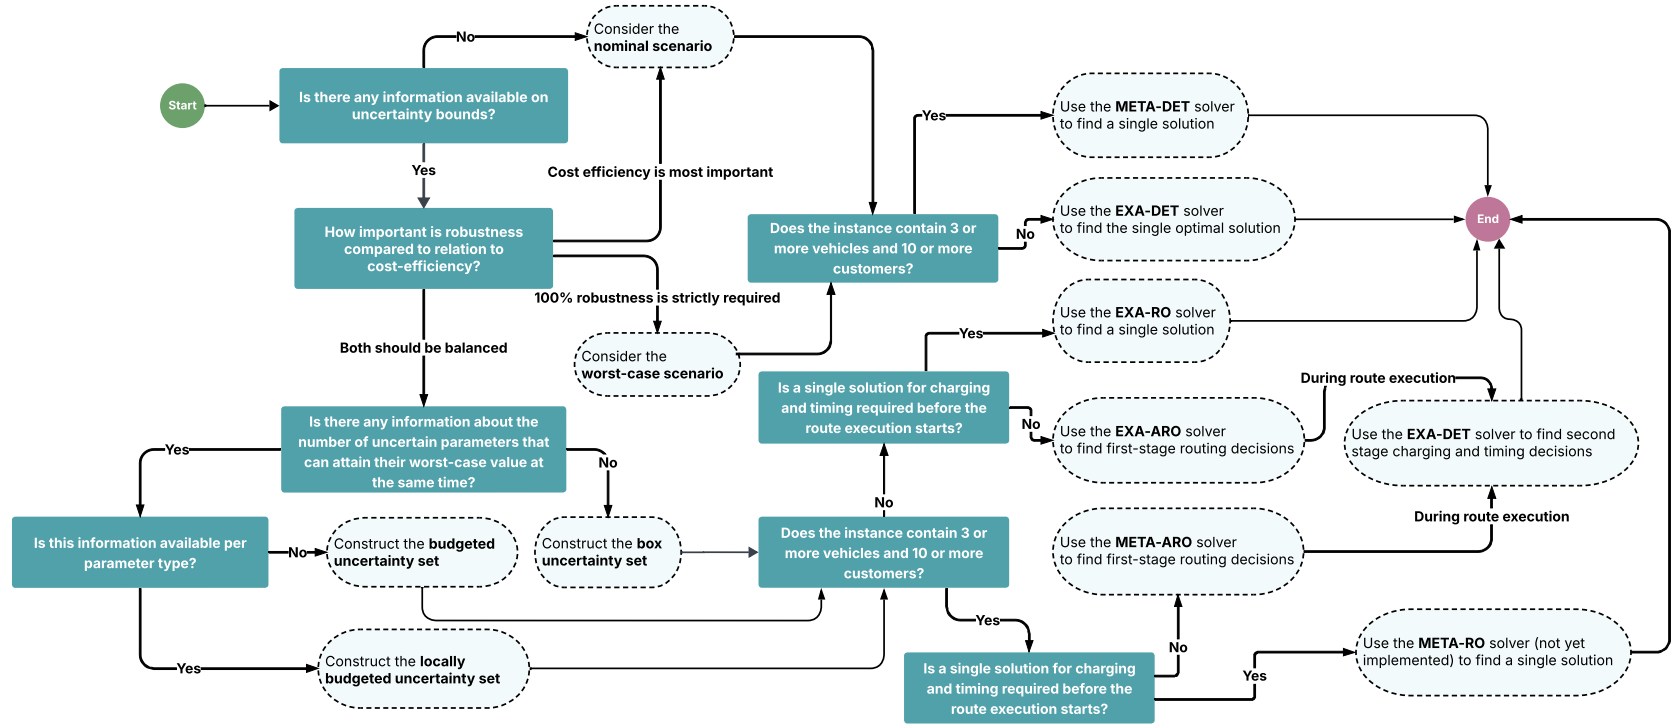 Start
Is there any information available on
uncertainty bounds?
No
Consider the
nominal scenario
Yes
Cost efficiency is most important
How important is robustness
compared to relation to
cost-efficiency?
100% robustness is strictly required
Consider the
worst-case scenario
Both should be balanced
Does the instance contain 3 or
more vehicles and 10 or more
customers?
Yes
Use the META-DET solver
to find a single solution
No
Use the EXA-DET solver
to find the single optimal solution
End
Is there any information about the
number of uncertain parameters that
can attain their worst-case value at
the same time?
Yes
No
Is this information available per
parameter type?
No
Construct the budgeted
uncertainty set
Construct the box
uncertainty set
Yes
Construct the locally
budgeted uncertainty set
Does the instance contain 3 or
more vehicles and 10 or more
customers?
No
Is a single solution for charging
and timing required before the
route execution starts?
Yes
Use the EXA-RO solver
to find a single solution
No
Use the EXA-ARO solver
to find first-stage routing decisions
During route execution
Use the EXA-DET solver to find second
stage charging and timing decisions
During route execution
Use the META-ARO solver
to find first-stage routing decisions
Yes
Is a single solution for charging
and timing required before the
route execution starts?
No
Yes
Use the META-RO solver (not yet
implemented) to find a single solution